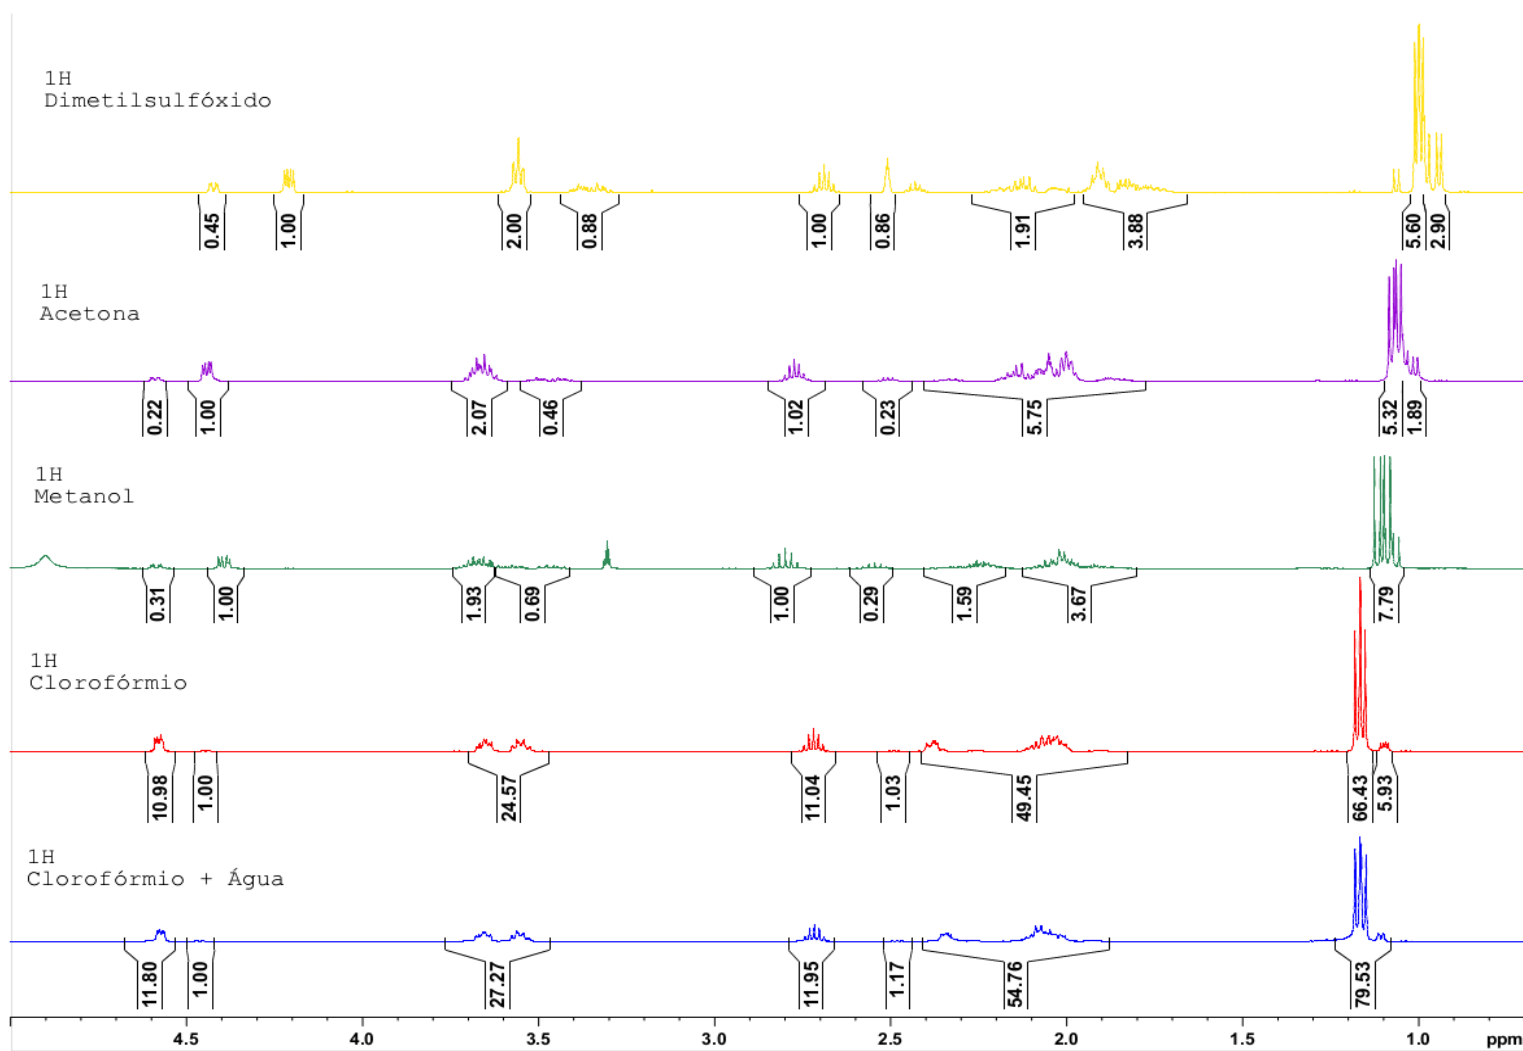 1H
Dimetilsulfóxido
0.45 1.00 2.00 0.88 1.00 0.86 1.91 3.88 5.60 2.90
1H
Acetona
0.22 1.00 2.07 0.46 1.02 0.23 5.75 5.32 1.89
1H
Metanol
0.31 1.00 1.93 0.69 1.00 0.29 1.59 3.67 7.79
1H
Clorofórmio
10.98 1.00 24.57 11.04 1.03 49.45 66.43 5.93
1H
Clorofórmio + Água
11.80 1.00 27.27 11.95 1.17 54.76 79.53
4.5 4.0 3.5 3.0 2.5 2.0 1.5 1.0 ppm